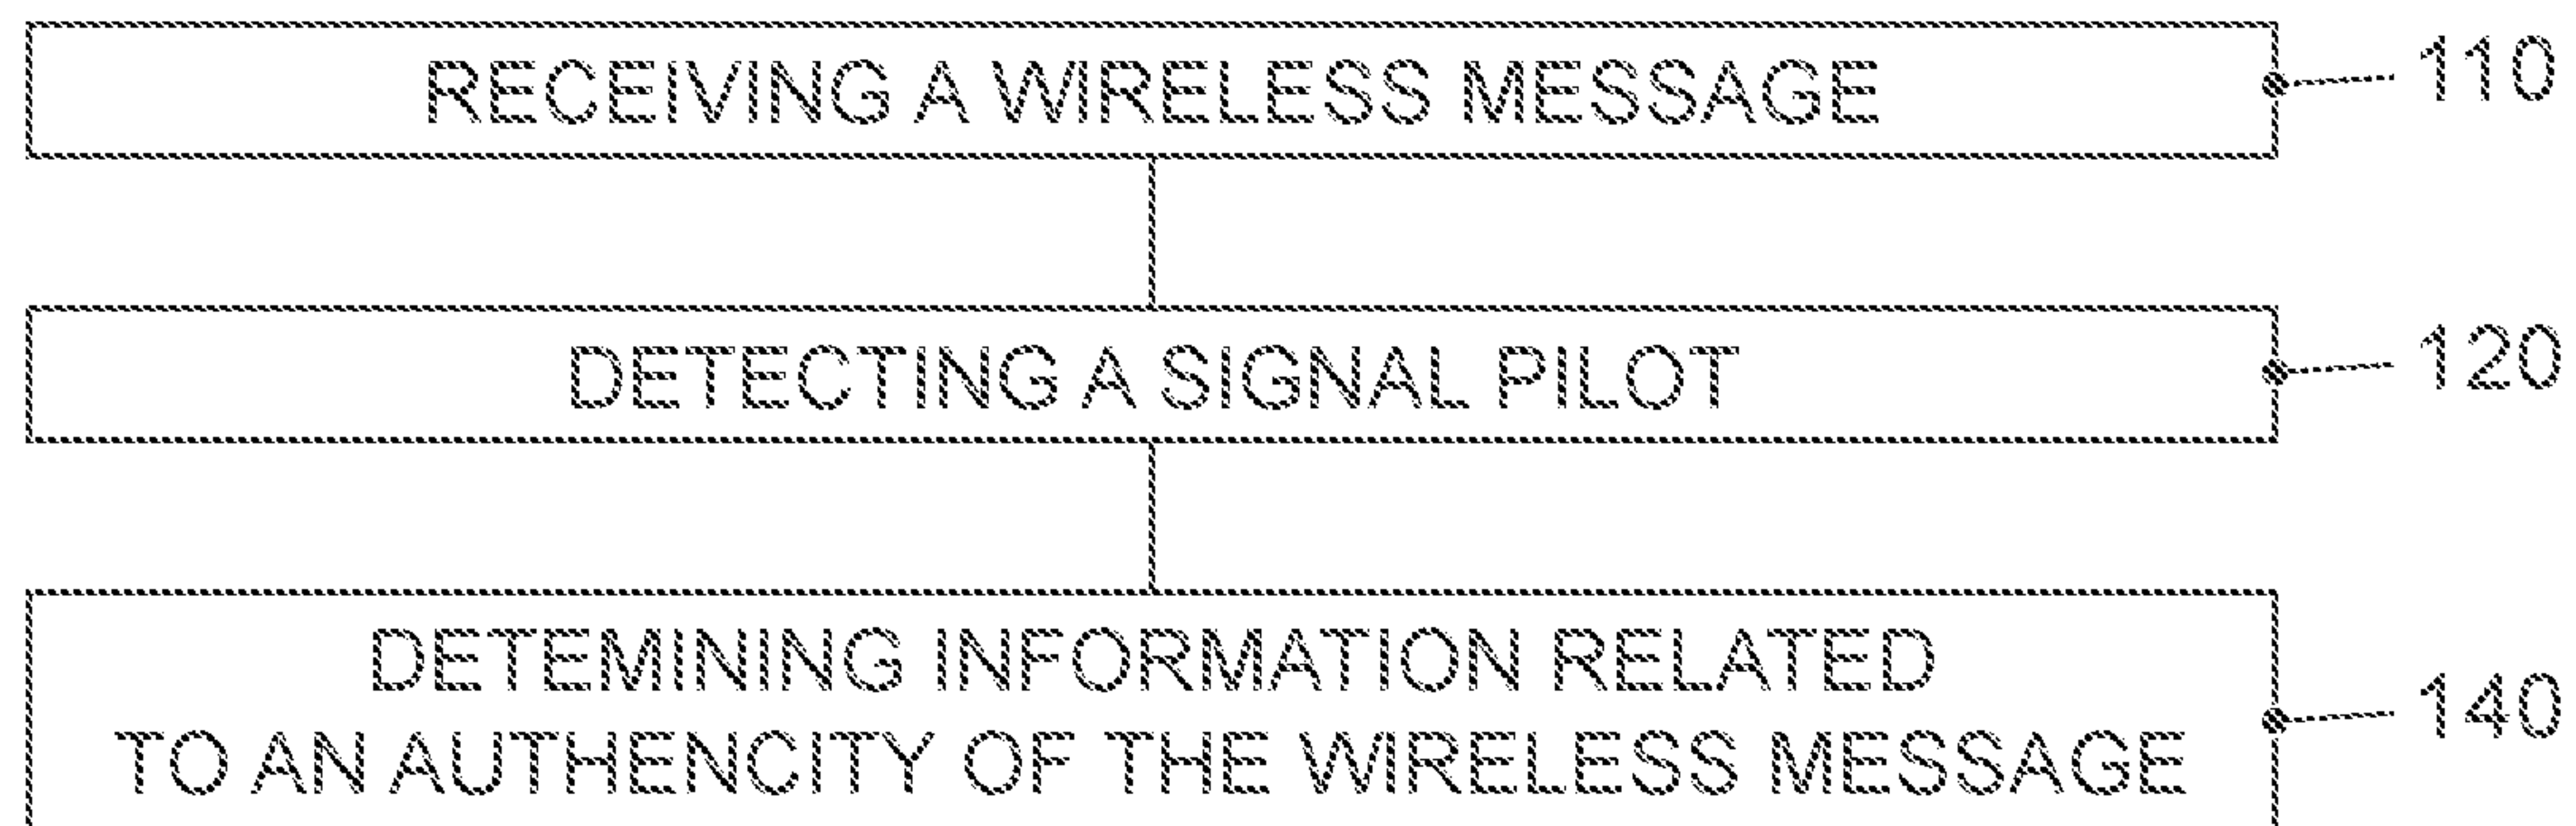 RECEIVING A WIRELESS MESSAGE
110
DETECTING A SIGNAL PILOT
120
DETEMINING INFORMATION RELATED
TO AN AUTHENCITY OF THE WIRELESS MESSAGE
140